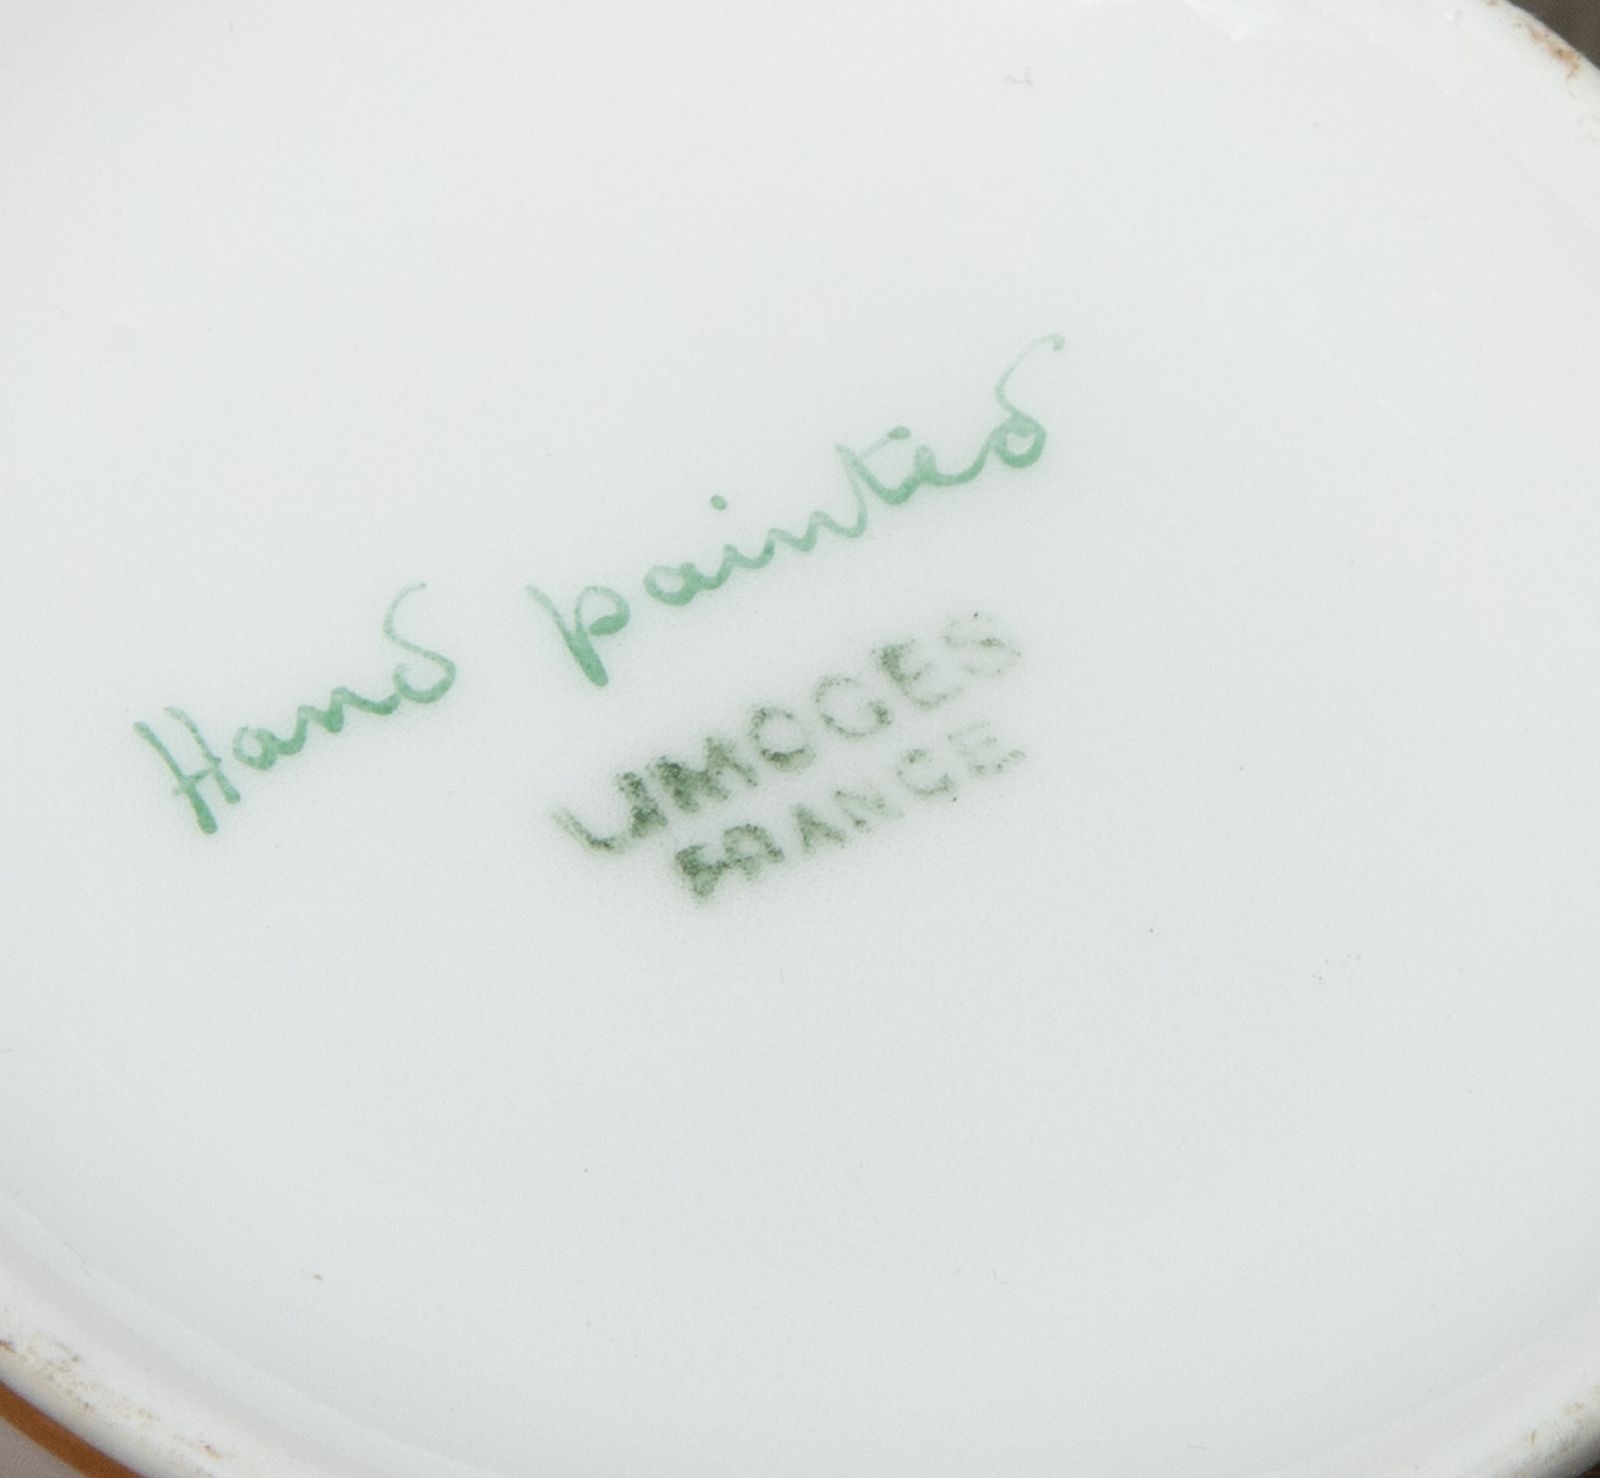 Hand painted
LIMOGES
FRANCE